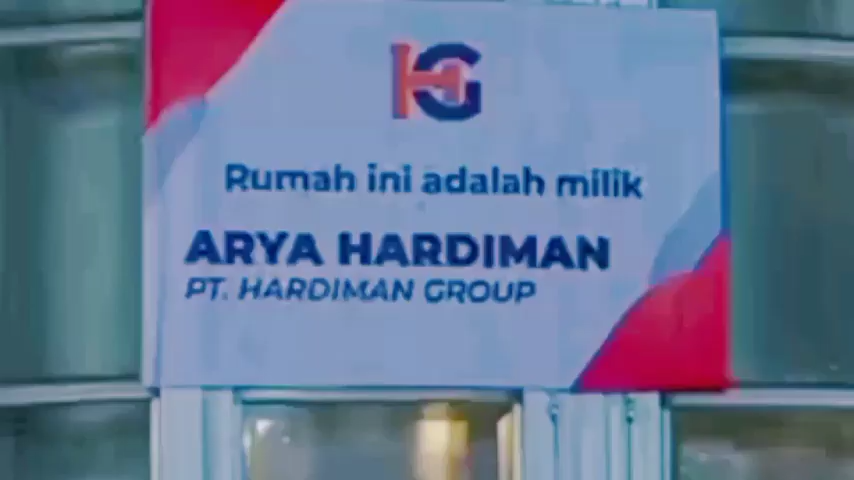 HG
Rumah ini adalah milik
ARYA HARDIMAN
PT. HARDIMAN GROUP